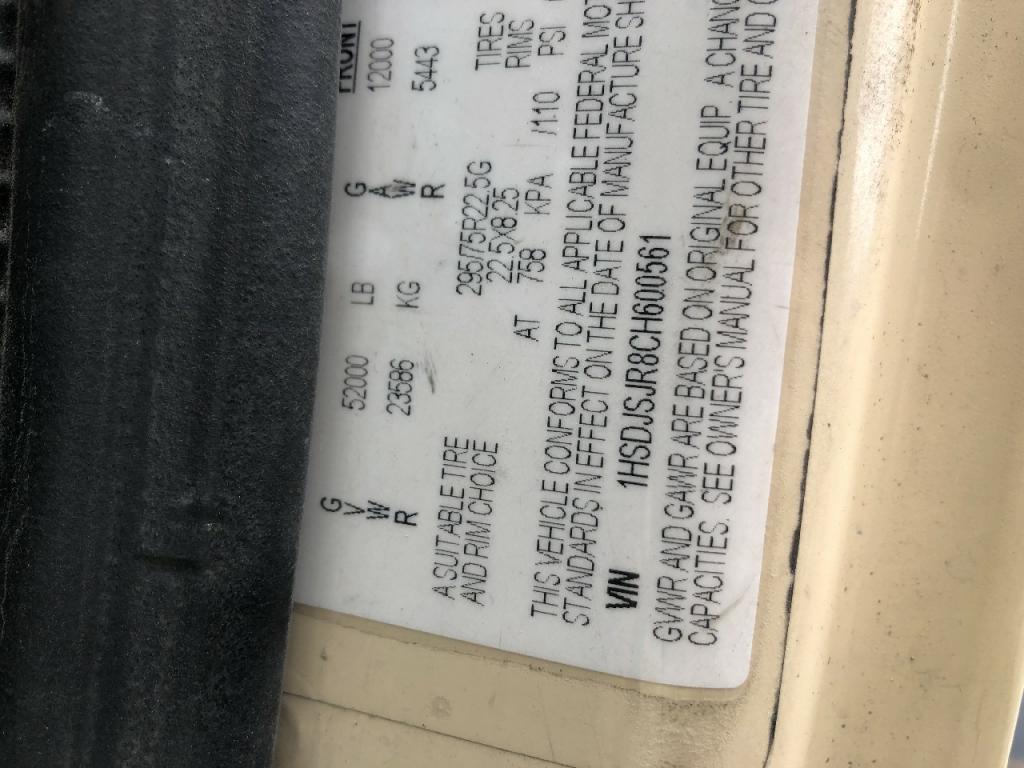 FRONT
G 52000 LB G 12000
V A
W 23586 KG W 5443
R R
A SUITABLE TIRE 295/75R22.5G TIRES
AND RIM CHOICE 22.5X8.25 RIMS
AT 758 KPA /110 PSI
THIS VEHICLE CONFORMS TO ALL APPLICABLE FEDERAL MOT
STANDARDS IN EFFECT ON THE DATE OF MANUFACTURE SH
VIN 1HSDJSJR8CH600561
GVWR AND GAWR ARE BASED ON ORIGINAL EQUIP. A CHANG
CAPACITIES. SEE OWNER'S MANUAL FOR OTHER TIRE AND